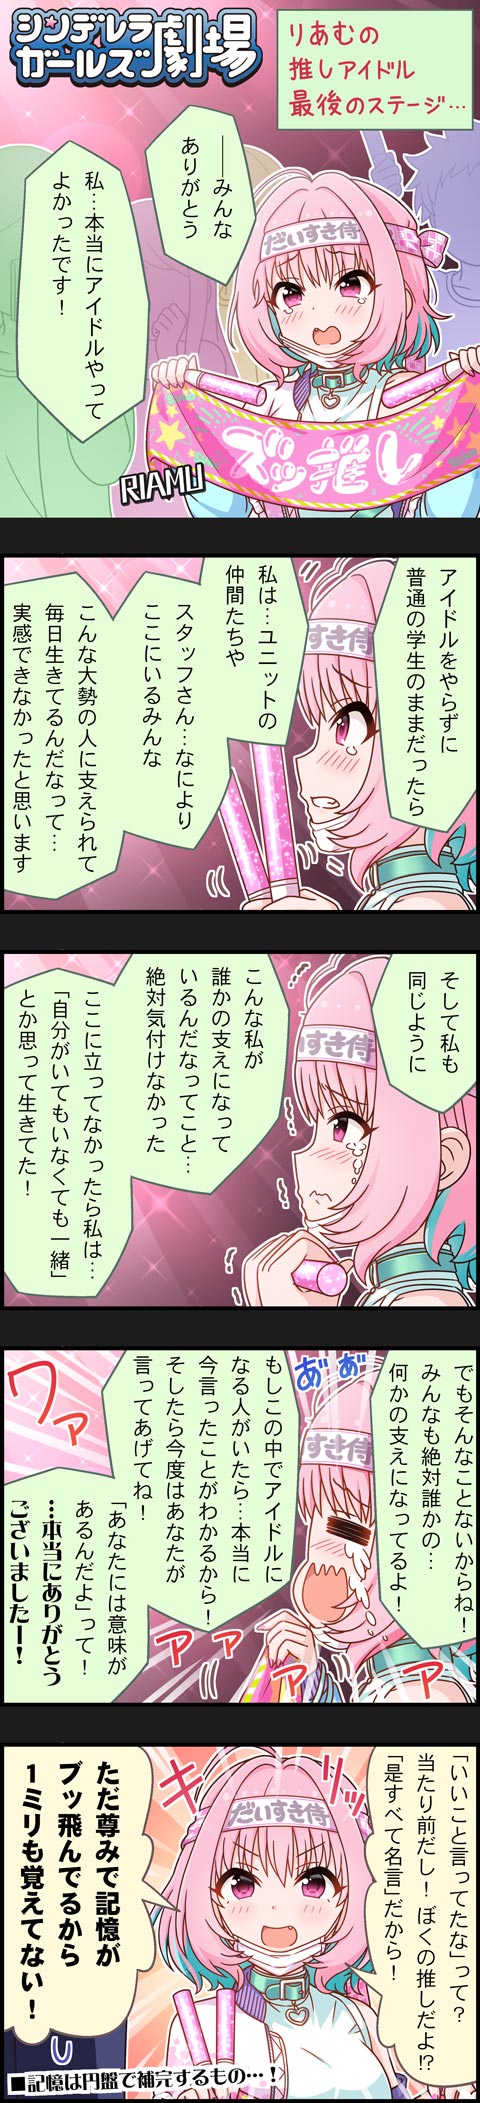 シンデレラ
ガールズ劇場
りあむの
推しアイドル
最後のステージ…
――みんな
ありがとう
私…本当にアイドルやって
よかったです!
だいすき侍
ズッ推し
RIAMU
アイドルをやらずに
普通の学生のままだったら
私は…ユニットの
仲間たちや
スタッフさん…なにより
ここにいるみんな
こんな大勢の人に支えられて
毎日生きてるんだなって…
実感できなかったと思います
すき侍
そして私も
同じように
こんな私が
誰かの支えになって
いるんだなってこと…
絶対気付けなかった
ここに立ってなかったら私は…
「自分がいてもいなくても一緒」
とか思って生きてた!
すき侍
でもそんなことないからね!
みんなも絶対誰かの…
何かの支えになってるよ!
あ゛あ゛
もしこの中でアイドルに
なる人がいたら…本当に
今言ったことがわかるから!
そしたら今度はあなたが
言ってあげてね!
「あなたには意味が
あるんだよ」って!
…本当にありがとう
ございましたー!
すき侍
ワァ
アアアア
「いいこと言ってたな」って?
当たり前だし! ぼくの推しだよ!?
「是すべて名言」だから!
キリッ
だいすき侍
ただ尊みで記憶が
ブッ飛んでるから
1ミリも覚えてない!
■記憶は円盤で補完するもの…!